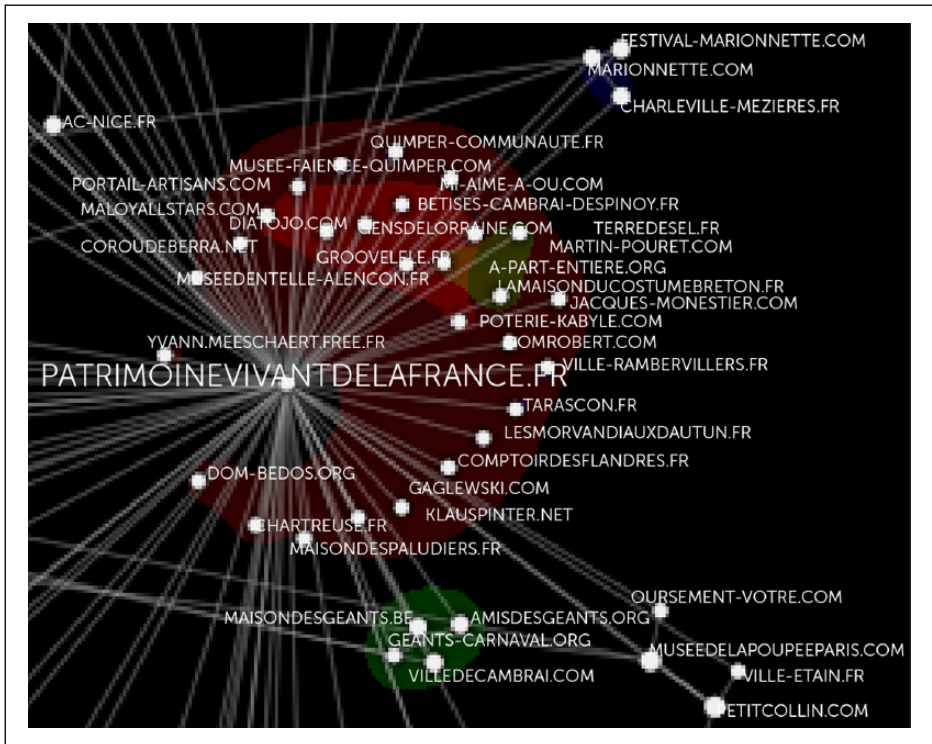 FESTIVAL-MARIONNETTE.COM
MARIONNETTE.COM
CHARLEVILLE-MEZIERES.FR
AC-NICE.FR
QUIMPER-COMMUNAUTE.FR
MUSEE-FAIENCE-QUIMPER.COM
PORTAIL-ARTISANS.COM
MI-AIME-A-OU.COM
MALOYALLSTARS.COM
BETISES-CAMBRAI-DESPINOY.FR
DIATOJO.COM
GENSDELORRAINE.COM
TERREDESEL.FR
COROUDEBERRA.NET
MARTIN-POURET.COM
GROOVELELE.FR
A-PART-ENTIERE.ORG
MUSEEDENTELLE-ALENCON.FR
LAMAISONDUCOSTUMEBRETON.FR
JACQUES-MONESTIER.COM
POTERIE-KABYLE.COM
YVANN.MEESCHAERT.FREE.FR
DOMROBERT.COM
VILLE-RAMBERVILLERS.FR
PATRIMOINEVIVANTDELAFRANCE.FR
TARASCON.FR
LESMORVANDIAUXDAUTUN.FR
COMPTOIRDESFLANDRES.FR
DOM-BEDOS.ORG
GAGLEWSKI.COM
KLAUSPINTER.NET
CHARTREUSE.FR
MAISONDESPALUDIERS.FR
OURSEMENT-VOTRE.COM
MAISONDESGEANTS.BE
AMISDESGEANTS.ORG
GEANTS-CARNAVAL.ORG
MUSEEDELAPOUPEEPARIS.COM
VILLEDECAMBRAI.COM
VILLE-ETAIN.FR
PETITCOLLIN.COM